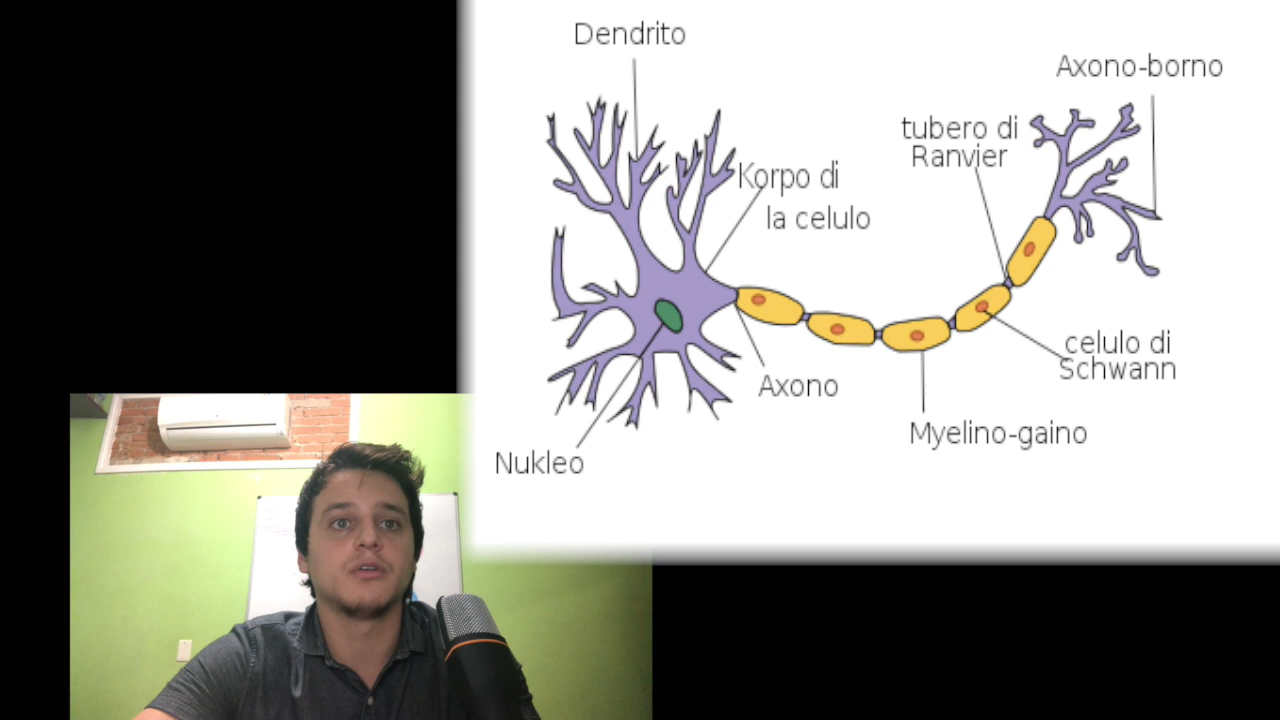 Dendrito
Axono-borno
tubero di
Ranvier
Korpo di
la celulo
celulo di
Schwann
Axono
Myelino-gaino
Nukleo